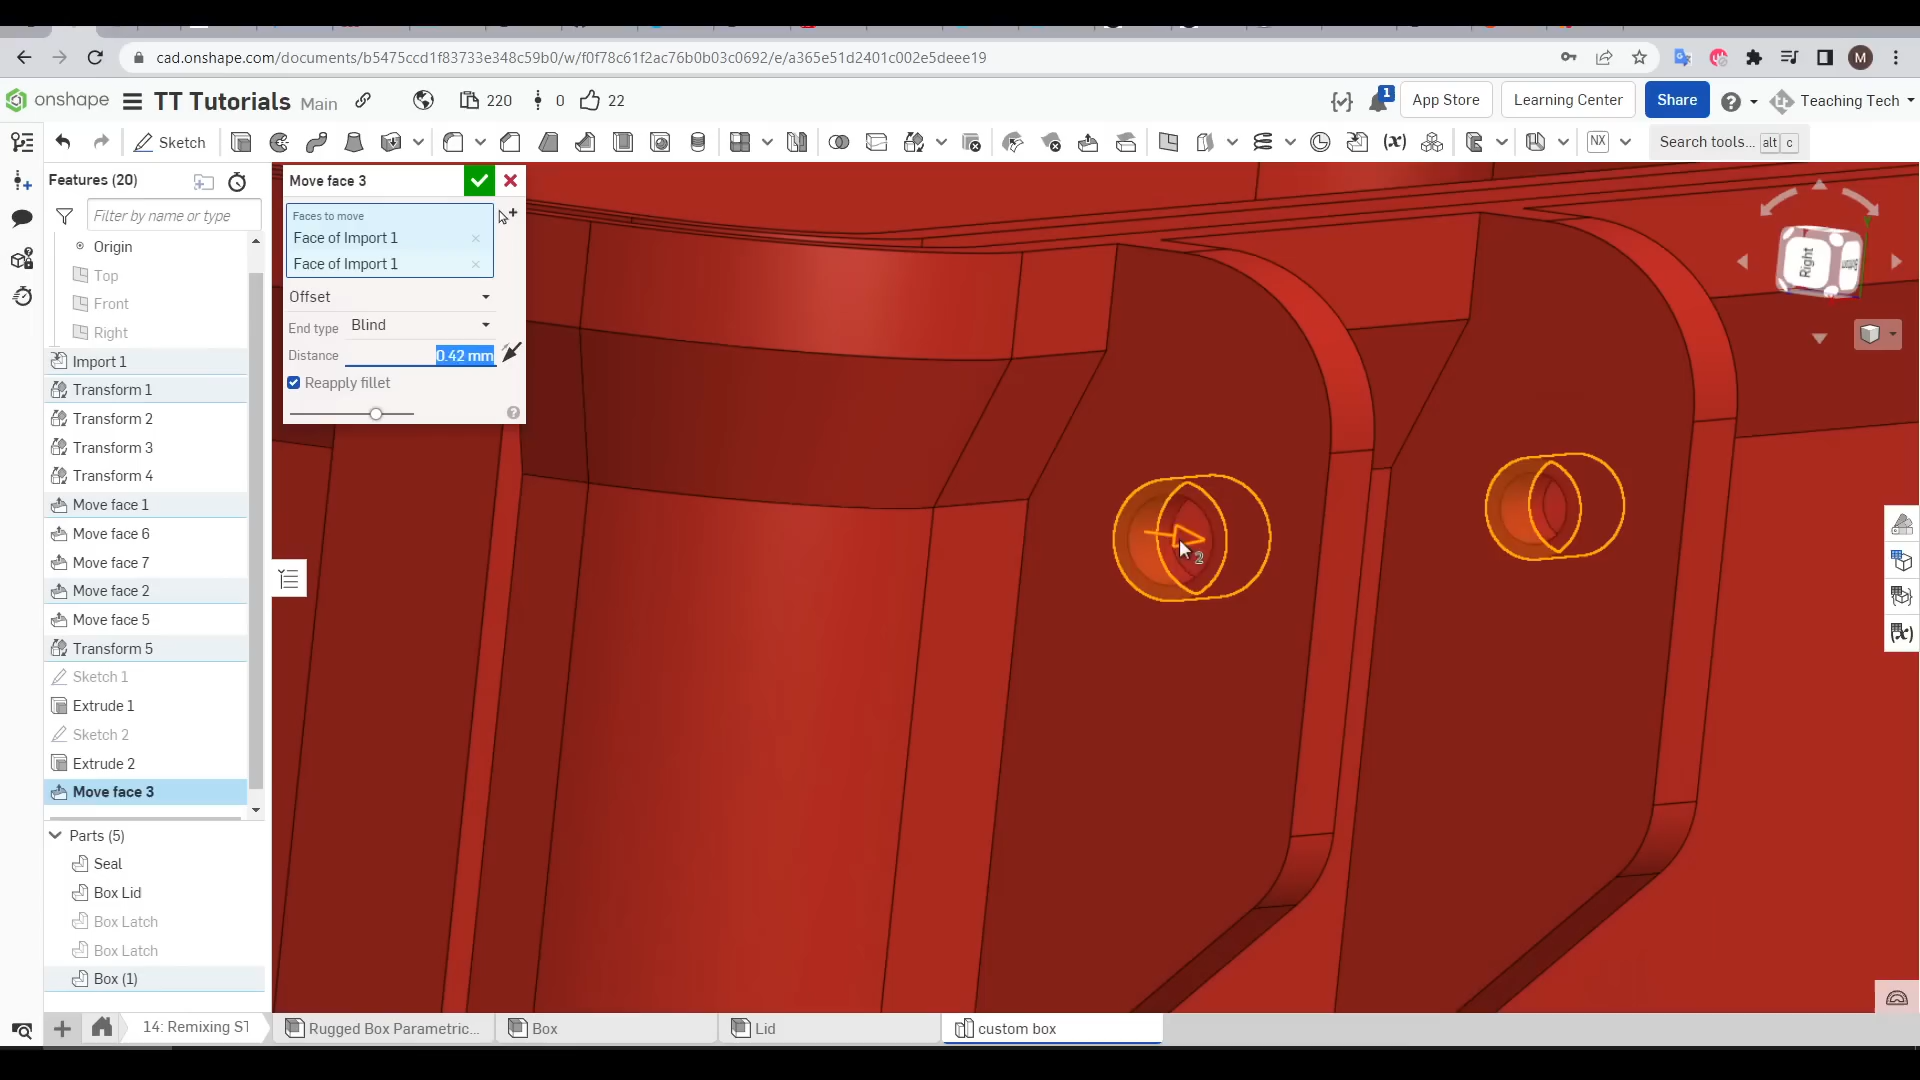 cad.onshape.com/documents/b5475ccd1f83733e348c59b0/w/f0f78c61f2ac76b0b03c0692/e/a365e51d2401c002e5deee19
M
onshape TT Tutorials Main 220 0 22 1 App Store Learning Center Share Teaching Tech
Sketch NX Search tools... alt c
Features (20)
Filter by name or type
Origin
Top
Front
Right
Import 1
Transform 1
Transform 2
Transform 3
Transform 4
Move face 1
Move face 6
Move face 7
Move face 2
Move face 5
Transform 5
Sketch 1
Extrude 1
Sketch 2
Extrude 2
Move face 3
Parts (5)
Seal
Box Lid
Box Latch
Box Latch
Box (1)
Move face 3
Faces to move
Face of Import 1
Face of Import 1
Offset
End type Blind
Distance 0.42 mm
Reapply fillet
2
Right
14: Remixing ST Rugged Box Parametric... Box Lid custom box